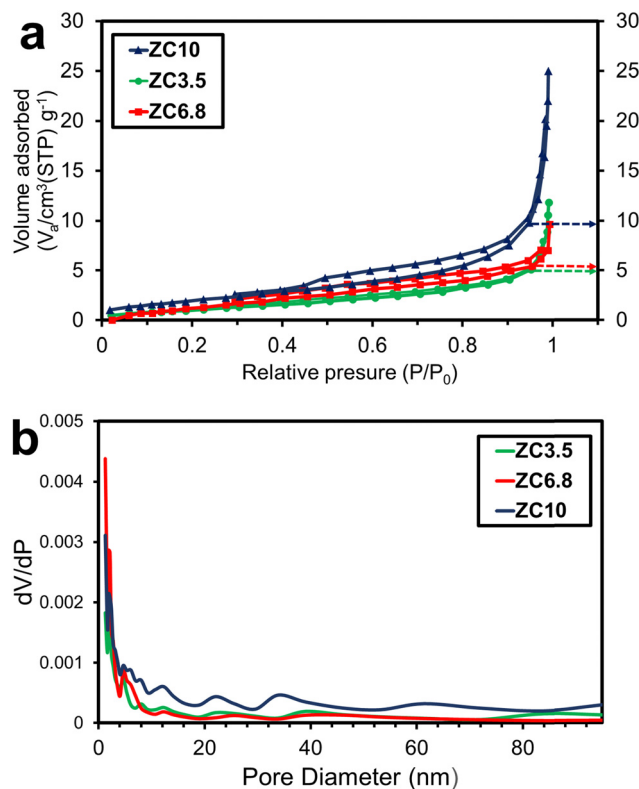 a
ZC10
ZC3.5
ZC6.8
Volume adsorbed
(Va/cm³(STP) g⁻¹)
30
25
20
15
10
5
0
30
25
20
15
10
5
0
0 0.2 0.4 0.6 0.8 1
Relative presure (P/P₀)
b
ZC3.5
ZC6.8
ZC10
dV/dP
0.005
0.004
0.003
0.002
0.001
0
0 20 40 60 80
Pore Diameter (nm)